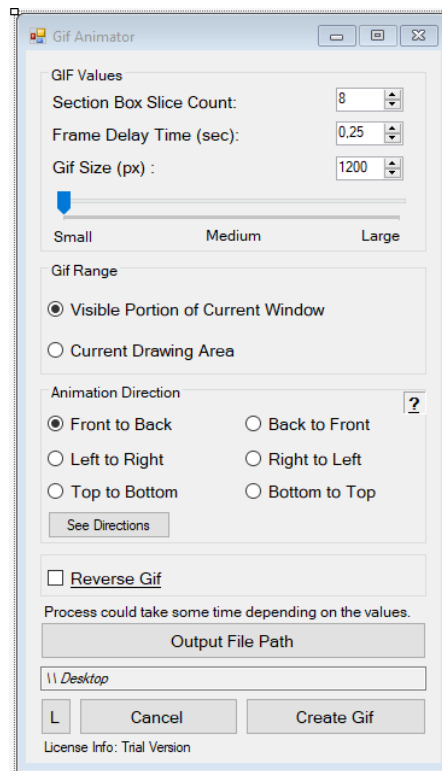 Gif Animator
GIF Values
Section Box Slice Count: 8
Frame Delay Time (sec): 0,25
Gif Size (px) : 1200
Small Medium Large
Gif Range
Visible Portion of Current Window
Current Drawing Area
Animation Direction ?
Front to Back Back to Front
Left to Right Right to Left
Top to Bottom Bottom to Top
See Directions
Reverse Gif
Process could take some time depending on the values.
Output File Path
\\ Desktop
L Cancel Create Gif
License Info: Trial Version